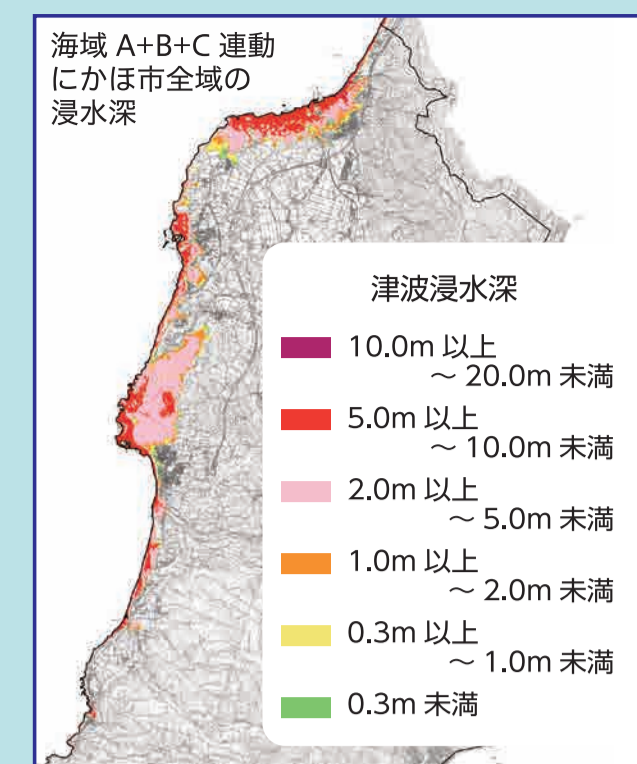 海域 A+B+C 連動
にかほ市全域の
浸水深
津波浸水深
10.0m 以上
～ 20.0m 未満
5.0m 以上
～ 10.0m 未満
2.0m 以上
～ 5.0m 未満
1.0m 以上
～ 2.0m 未満
0.3m 以上
～ 1.0m 未満
0.3m 未満